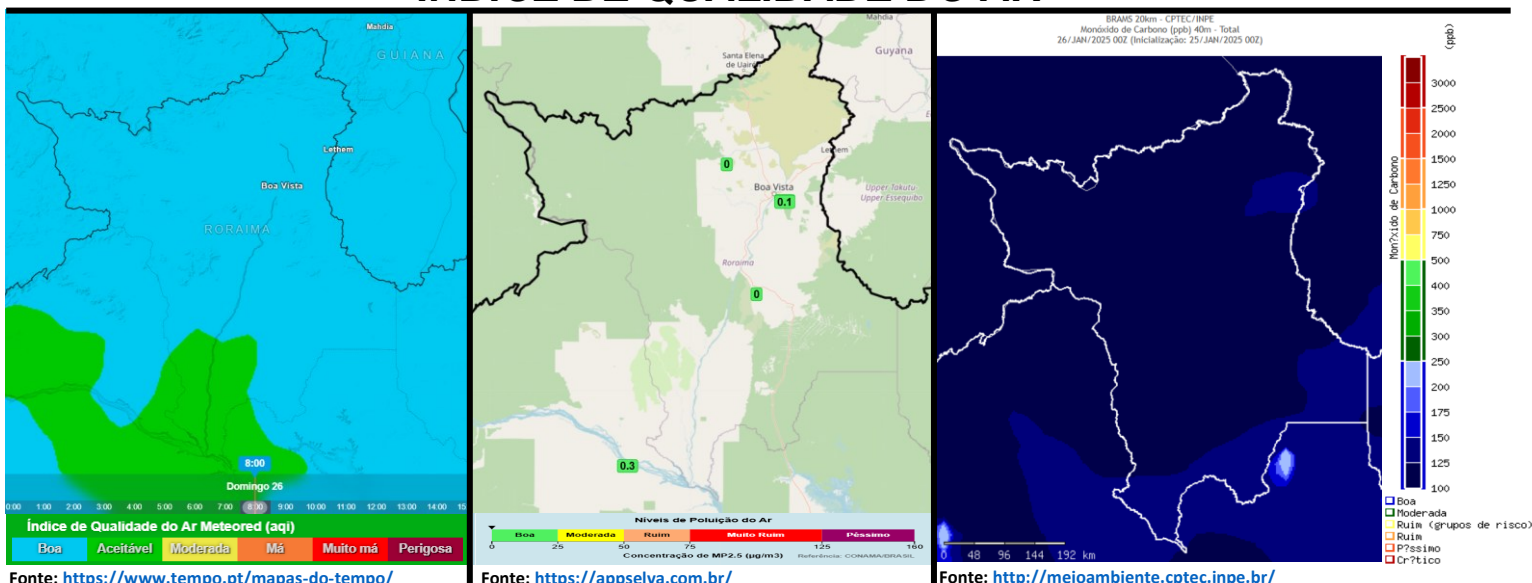 ÍNDICE DE QUALIDADE DO AR
Mahdia
GUIANA
Lethem
Boa Vista
RORAIMA
8:00
Domingo 26
0:00 1:00 2:00 3:00 4:00 5:00 6:00 7:00 8:00 9:00 10:00 11:00 12:00 13:00 14:00 15
Índice de Qualidade do Ar Meteored (aqi)
Boa Aceitável Moderada Má Muito má Perigosa
Fonte: https://www.tempo.pt/mapas-do-tempo/
Mahdia
Santa Elena
de Uairé
Guyana
0
Boa Vista
0.1
Upper Takutu
Upper Essequibo
Roraima
0
0.3
Níveis de Poluição do Ar
Boa Moderada Ruim Muito Ruim Péssimo
0 25 50 75 125 160
Concentração de MP2.5 (µg/m3) Referência: CONAMA/BRASIL
Fonte: https://appselva.com.br/
BRAMS 20km - CPTEC/INPE
Monóxido de Carbono (ppb) 40m - Total
26/JAN/2025 00Z (Inicialização: 25/JAN/2025 00Z)
(ppb)
Mon?xido de Carbono
3000
2500
2000
1500
1250
1000
750
500
400
350
300
250
200
175
150
125
100
Boa
Moderada
Ruim (grupos de risco)
Ruim
P?ssimo
Cr?tico
0 48 96 144 192 km
Fonte: http://meioambiente.cptec.inpe.br/